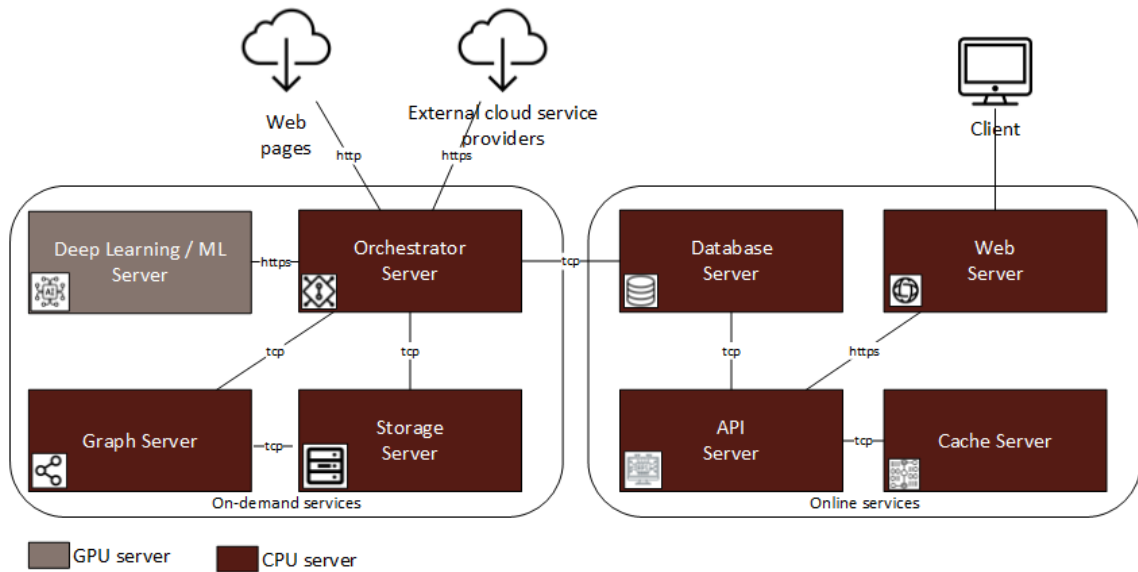 Web
pages
External cloud service
providers
Client
http
https
Deep Learning / ML
Server
https
Orchestrator
Server
tcp
Database
Server
Web
Server
tcp
tcp
tcp
https
Graph Server
tcp
Storage
Server
API
Server
tcp
Cache Server
On-demand services
Online services
GPU server
CPU server